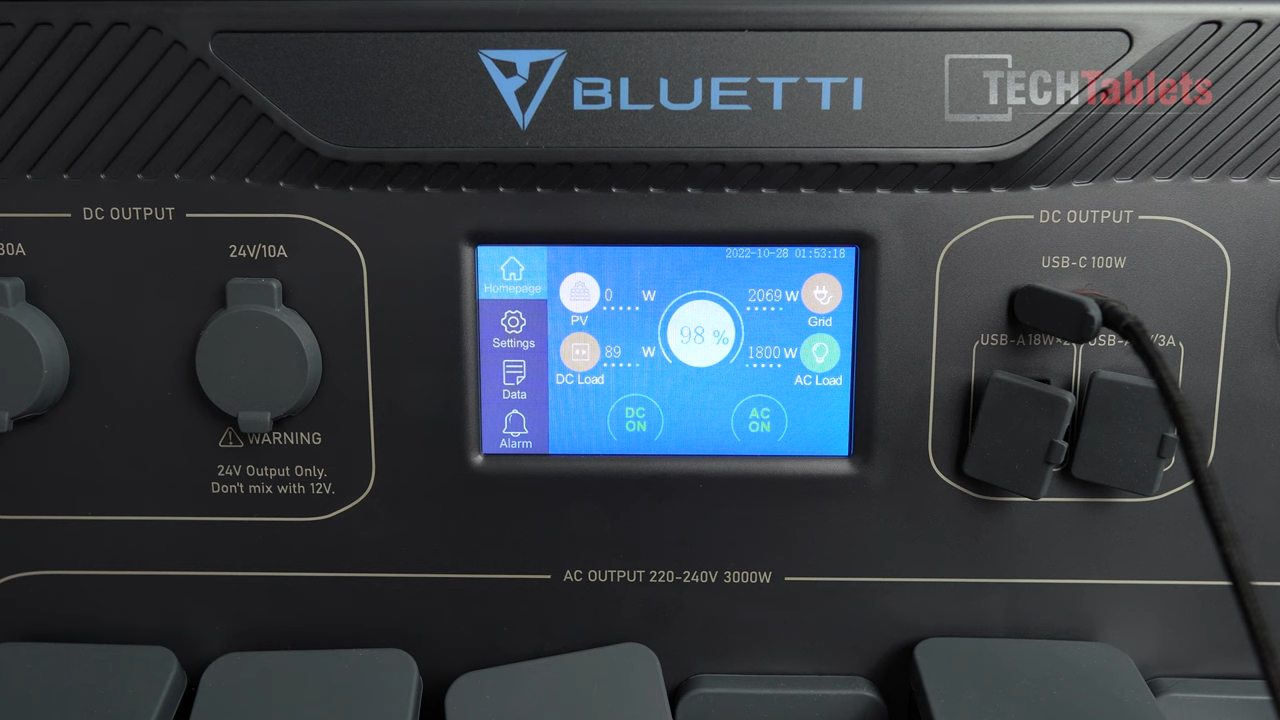 BLUETTI
TECHTablets
DC OUTPUT
24V/10A
WARNING
24V Output Only.
Don't mix with 12V.
2022-10-28 01:53:18
Homepage
Settings
Data
Alarm
0 W
PV
89 W
DC Load
98 %
2069 W
Grid
1800 W
AC Load
DC
ON
AC
ON
DC OUTPUT
USB-C 100W
USB-A 18W
AC OUTPUT 220-240V 3000W